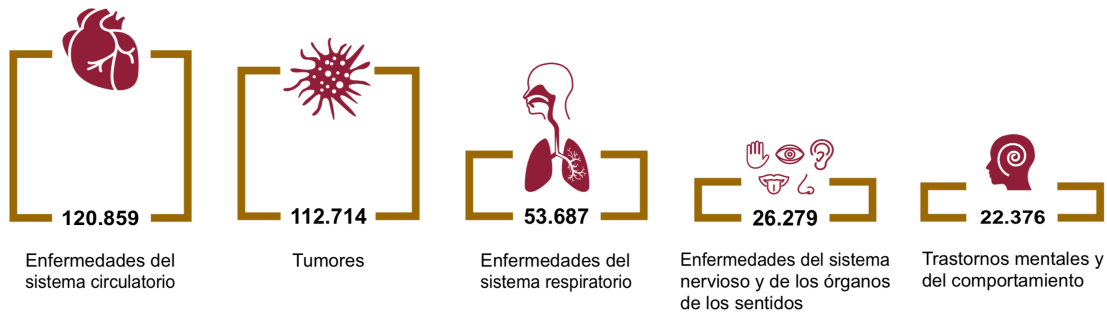 120.859
Enfermedades del
sistema circulatorio
112.714
Tumores
53.687
Enfermedades del
sistema respiratorio
26.279
Enfermedades del sistema
nervioso y de los órganos
de los sentidos
22.376
Trastornos mentales y
del comportamiento